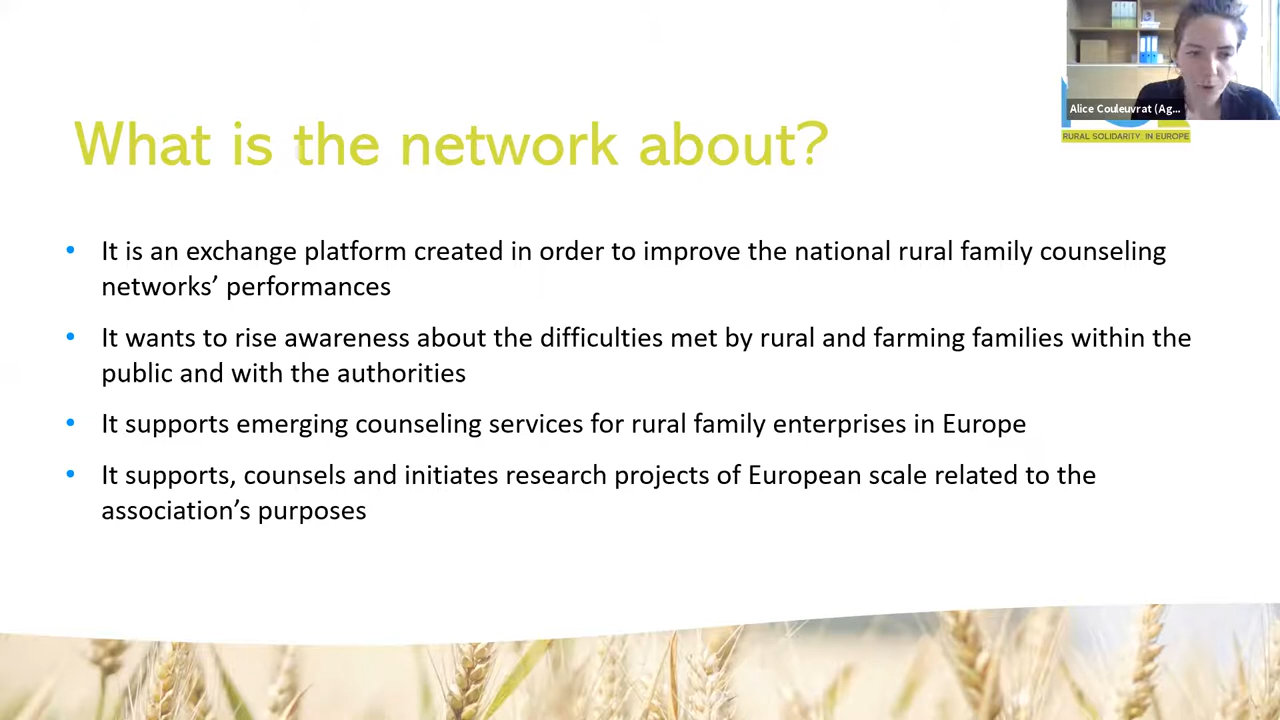 Alice Couleuvrat (Ag...
RURAL SOLIDARITY IN EUROPE
What is the network about?
• It is an exchange platform created in order to improve the national rural family counseling
networks’ performances
• It wants to rise awareness about the difficulties met by rural and farming families within the
public and with the authorities
• It supports emerging counseling services for rural family enterprises in Europe
• It supports, counsels and initiates research projects of European scale related to the
association’s purposes